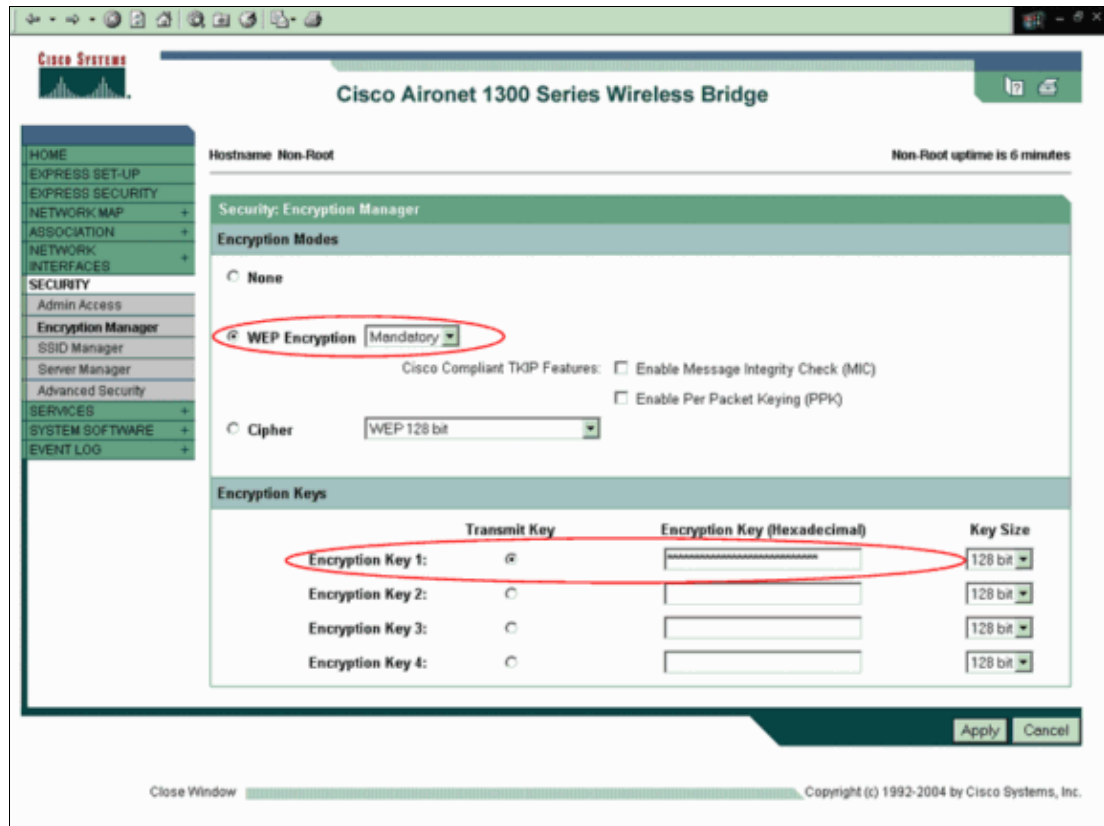 CISCO SYSTEMS
Cisco Aironet 1300 Series Wireless Bridge
HOME
EXPRESS SET-UP
EXPRESS SECURITY
NETWORK MAP +
ASSOCIATION +
NETWORK INTERFACES +
SECURITY
Admin Access
Encryption Manager
SSID Manager
Server Manager
Advanced Security
SERVICES +
SYSTEM SOFTWARE +
EVENT LOG +
Hostname Non-Root
Non-Root uptime is 6 minutes
Security: Encryption Manager
Encryption Modes
None
WEP Encryption Mandatory
Cisco Compliant TKIP Features: Enable Message Integrity Check (MIC)
Enable Per Packet Keying (PPK)
Cipher WEP 128 bit
Encryption Keys
Transmit Key Encryption Key (Hexadecimal) Key Size
Encryption Key 1: 128 bit
Encryption Key 2: 128 bit
Encryption Key 3: 128 bit
Encryption Key 4: 128 bit
Apply Cancel
Close Window
Copyright (c) 1992-2004 by Cisco Systems, Inc.